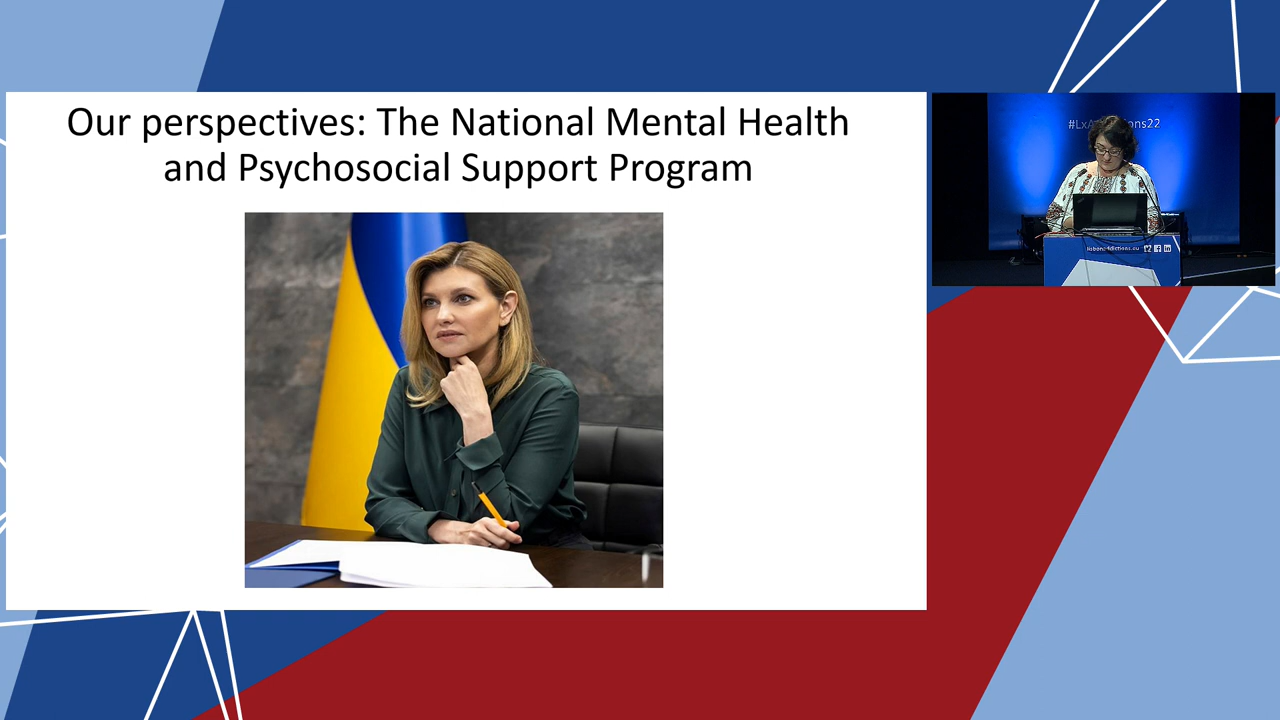 Our perspectives: The National Mental Health
and Psychosocial Support Program